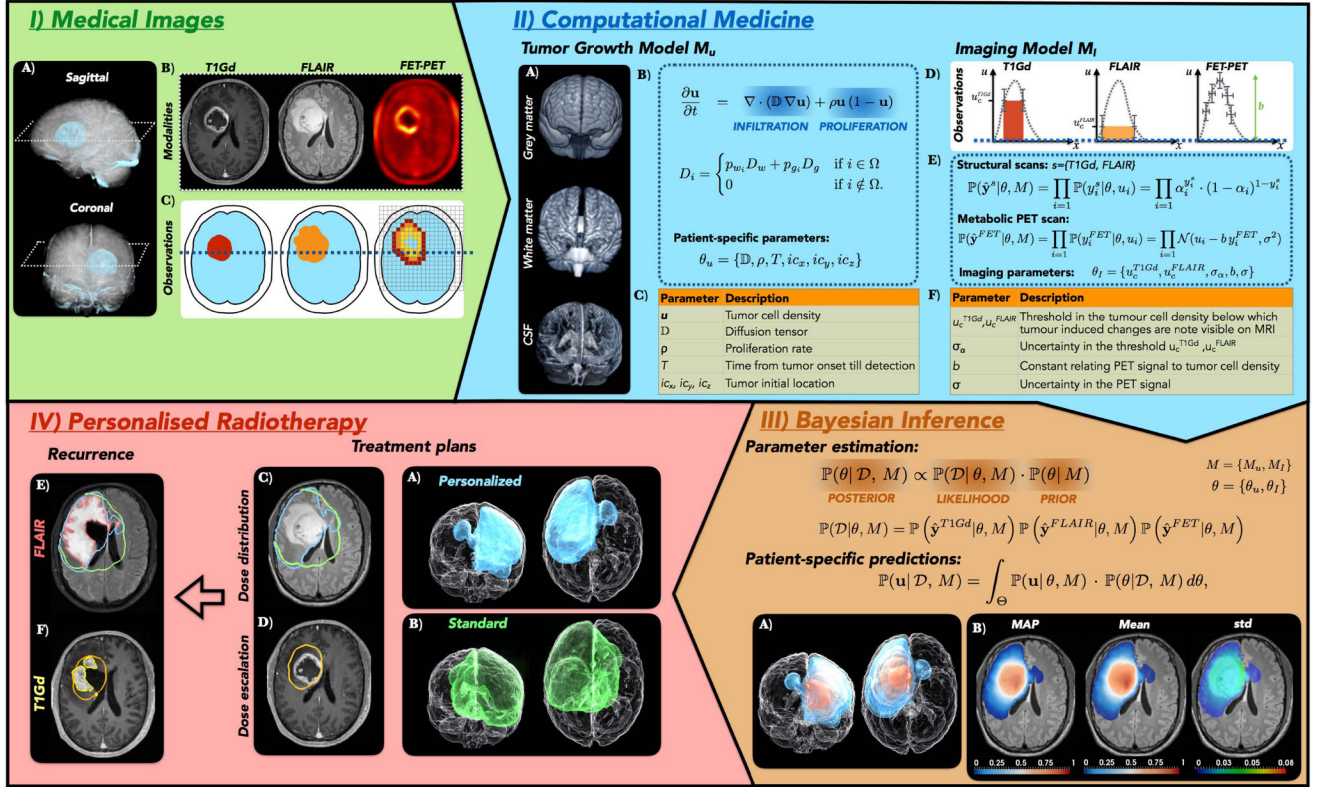 I) Medical Images
A)
Sagittal
Coronal
B)
T1Gd
FLAIR
FET-PET
Modalities
C)
Observations
II) Computational Medicine
Tumor Growth Model Mᵤ
A)
Grey matter
White matter
CSF
B)
∂u/∂t = ∇·(𝔻 ∇u) + ρu (1 − u)
INFILTRATION PROLIFERATION
Dᵢ = { p_{wᵢ} D_w + p_{gᵢ} D_g if i ∈ Ω
0 if i ∉ Ω.
Patient-specific parameters:
θᵤ = {𝔻, ρ, T, ic_x, ic_y, ic_z}
C)
Parameter Description
u Tumor cell density
𝔻 Diffusion tensor
ρ Proliferation rate
T Time from tumor onset till detection
ic_x, ic_y, ic_z Tumor initial location
Imaging Model M_I
D)
T1Gd
FLAIR
FET-PET
Observations
u
u_c^{T1Gd}
x
u
u_c^{FLAIR}
x
u
b
x
E)
Structural scans: s={T1Gd, FLAIR}
ℙ(ŷ^s|θ, M) = ∏_{i=1} ℙ(y_i^s|θ, u_i) = ∏_{i=1} α_i^{y_i^s} · (1 − α_i)^{1−y_i^s}
Metabolic PET scan:
ℙ(ŷ^{FET}|θ, M) = ∏_{i=1} ℙ(y_i^{FET}|θ, u_i) = ∏_{i=1} 𝒩(u_i − b y_i^{FET}, σ²)
Imaging parameters: θ_I = {u_c^{T1Gd}, u_c^{FLAIR}, σ_α, b, σ}
F)
Parameter Description
u_c^{T1Gd},u_c^{FLAIR} Threshold in the tumour cell density below which
tumour induced changes are note visible on MRI
σ_α Uncertainty in the threshold u_c^{T1Gd} ,u_c^{FLAIR}
b Constant relating PET signal to tumor cell density
σ Uncertainty in the PET signal
IV) Personalised Radiotherapy
Recurrence
Treatment plans
E)
FLAIR
F)
T1Gd
C)
Dose distribution
D)
Dose escalation
A)
Personalized
B)
Standard
III) Bayesian Inference
Parameter estimation:
ℙ(θ| 𝒟, M) ∝ ℙ(𝒟| θ, M) · ℙ(θ| M)
POSTERIOR LIKELIHOOD PRIOR
M = {Mᵤ, M_I}
θ = {θᵤ, θ_I}
ℙ(𝒟|θ, M) = ℙ (ŷ^{T1Gd}|θ, M) ℙ (ŷ^{FLAIR}|θ, M) ℙ (ŷ^{FET}|θ, M)
Patient-specific predictions:
ℙ(u| 𝒟, M) = ∫_Θ ℙ(u| θ, M) · ℙ(θ|𝒟, M) dθ,
A)
B)
MAP
Mean
std
0 0.25 0.5 0.75 1
0 0.25 0.5 0.75 1
0 0.03 0.05 0.08